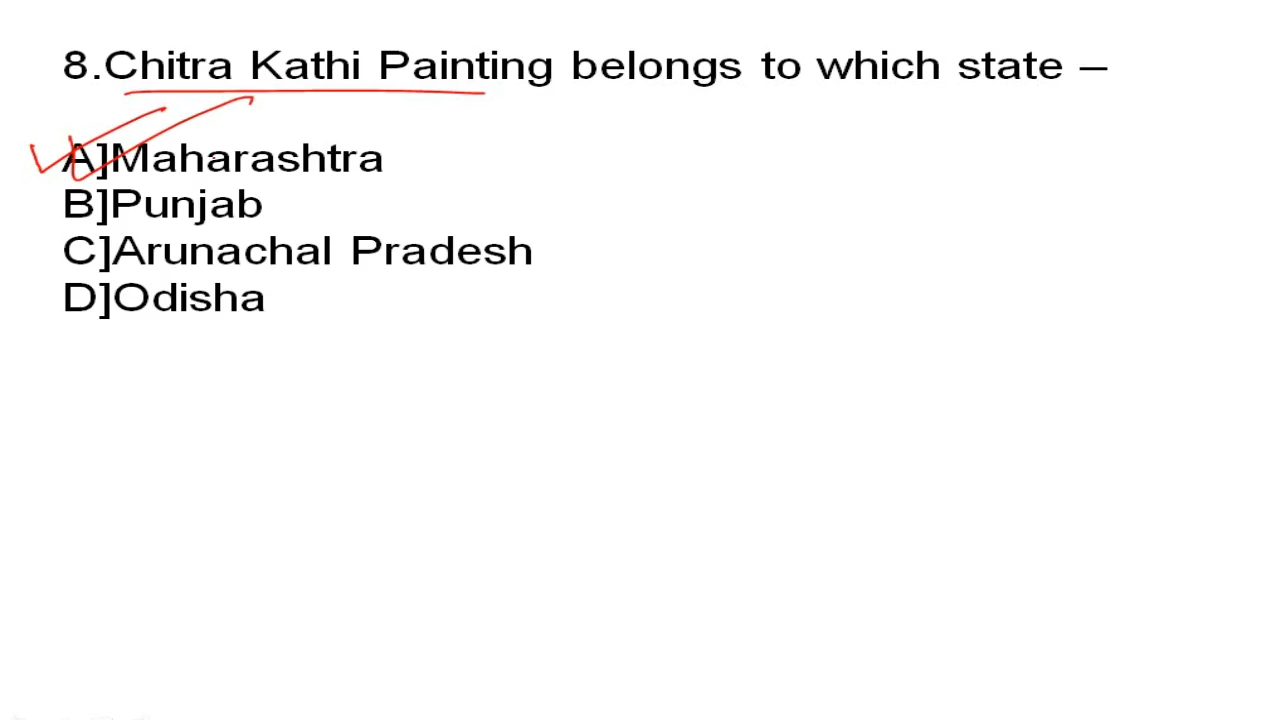 8.Chitra Kathi Painting belongs to which state –
A]Maharashtra
B]Punjab
C]Arunachal Pradesh
D]Odisha